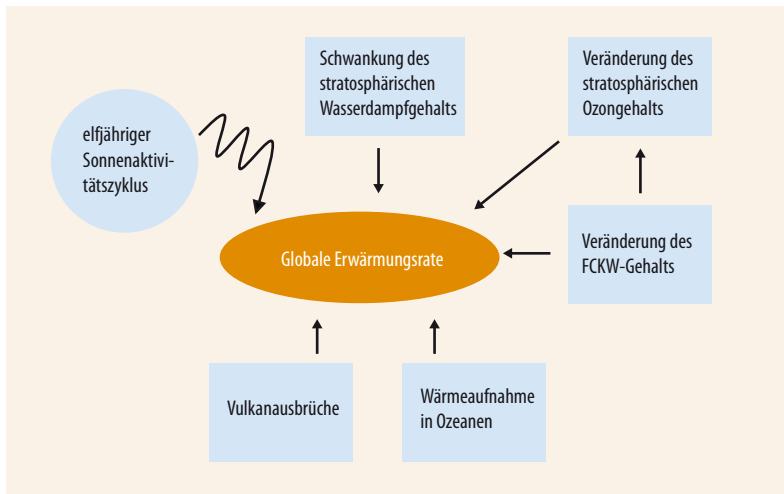 Schwankung des
stratosphärischen
Wasserdampfgehalts
Veränderung des
stratosphärischen
Ozongehalts
elfjähriger
Sonnenaktivi-
tätszyklus
Globale Erwärmungsrate
Veränderung des
FCKW-Gehalts
Vulkanausbrüche
Wärmeaufnahme
in Ozeanen